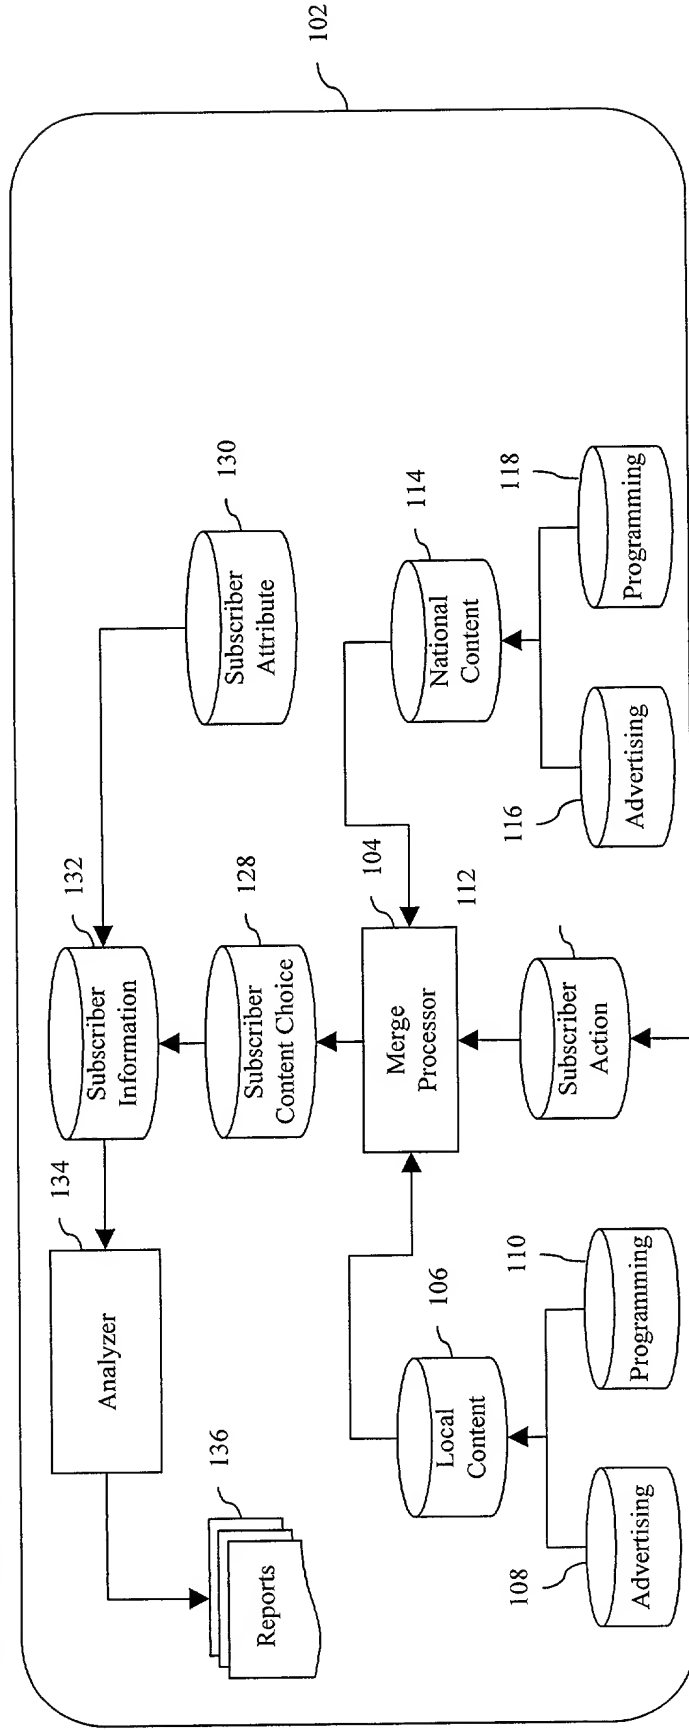 134
132
Analyzer
Subscriber
Information
136
128
130
Reports
Subscriber
Content Choice
Subscriber
Attribute
102
106
104
114
Local
Content
Merge
Processor
112
National
Content
108
110
116
118
Advertising
Programming
Subscriber
Action
Advertising
Programming